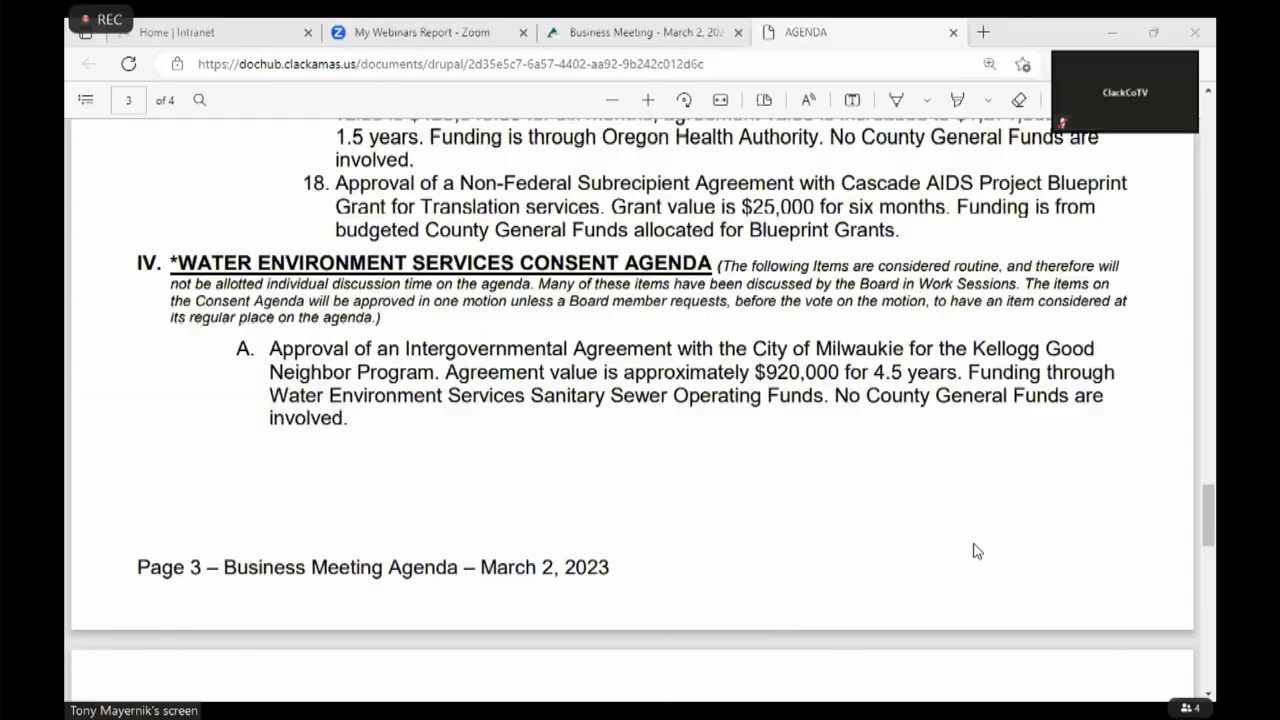 REC
Home | Intranet
My Webinars Report - Zoom
Business Meeting - March 2, 202
AGENDA
https://dochub.clackamas.us/documents/drupal/2d35e5c7-6a57-4402-aa92-9b242c012d6c
ClackCoTV
3 of 4
1.5 years. Funding is through Oregon Health Authority. No County General Funds are
involved.
18. Approval of a Non-Federal Subrecipient Agreement with Cascade AIDS Project Blueprint
Grant for Translation services. Grant value is $25,000 for six months. Funding is from
budgeted County General Funds allocated for Blueprint Grants.
IV. *WATER ENVIRONMENT SERVICES CONSENT AGENDA (The following Items are considered routine, and therefore will
not be allotted individual discussion time on the agenda. Many of these items have been discussed by the Board in Work Sessions. The items on
the Consent Agenda will be approved in one motion unless a Board member requests, before the vote on the motion, to have an item considered at
its regular place on the agenda.)
A. Approval of an Intergovernmental Agreement with the City of Milwaukie for the Kellogg Good
Neighbor Program. Agreement value is approximately $920,000 for 4.5 years. Funding through
Water Environment Services Sanitary Sewer Operating Funds. No County General Funds are
involved.
Page 3 – Business Meeting Agenda – March 2, 2023
Tony Mayernik's screen
4